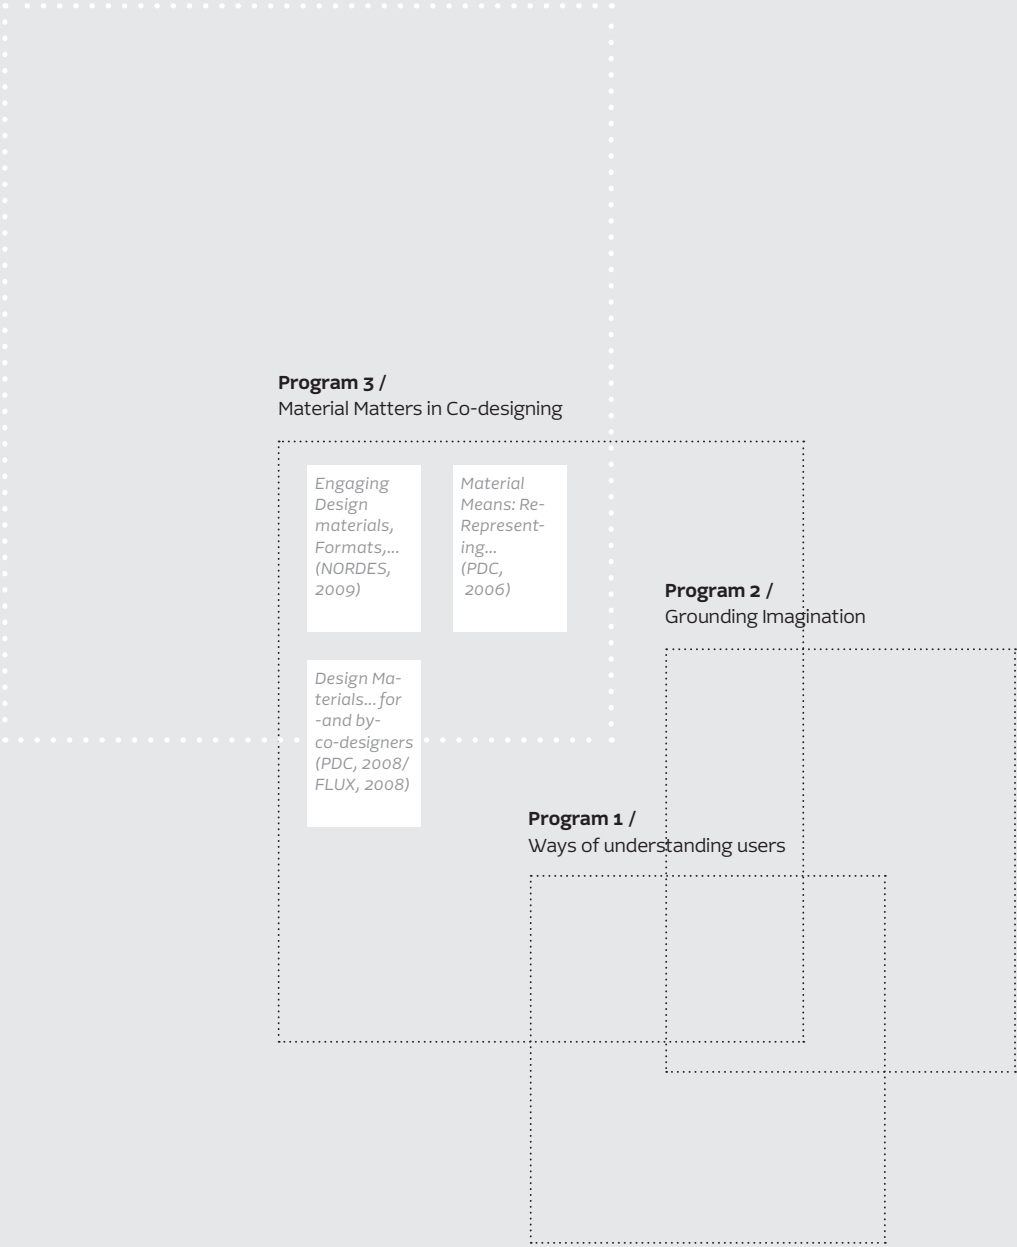 Program 3 /
Material Matters in Co-designing
Engaging
Design
materials,
Formats,...
(NORDES,
2009)
Material
Means: Re-
Represent-
ing...
(PDC,
2006)
Design Ma-
terials... for
-and by-
co-designers
(PDC, 2008/
FLUX, 2008)
Program 2 /
Grounding Imagination
Program 1 /
Ways of understanding users